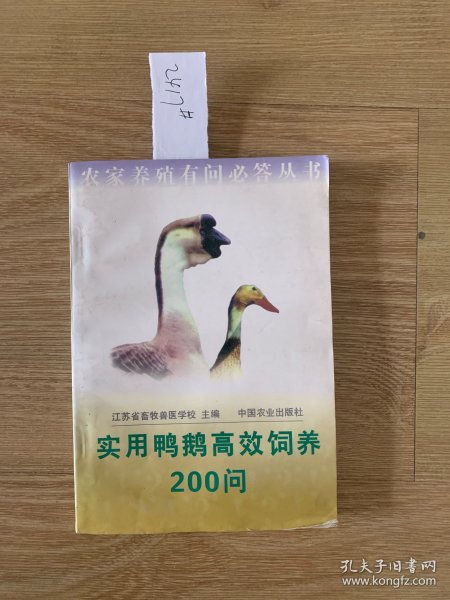 2417#
农家养殖有问必答丛书
江苏省畜牧兽医学校 主编 中国农业出版社
实用鸭鹅高效饲养
200问
孔夫子旧书网
www.kongfz.com